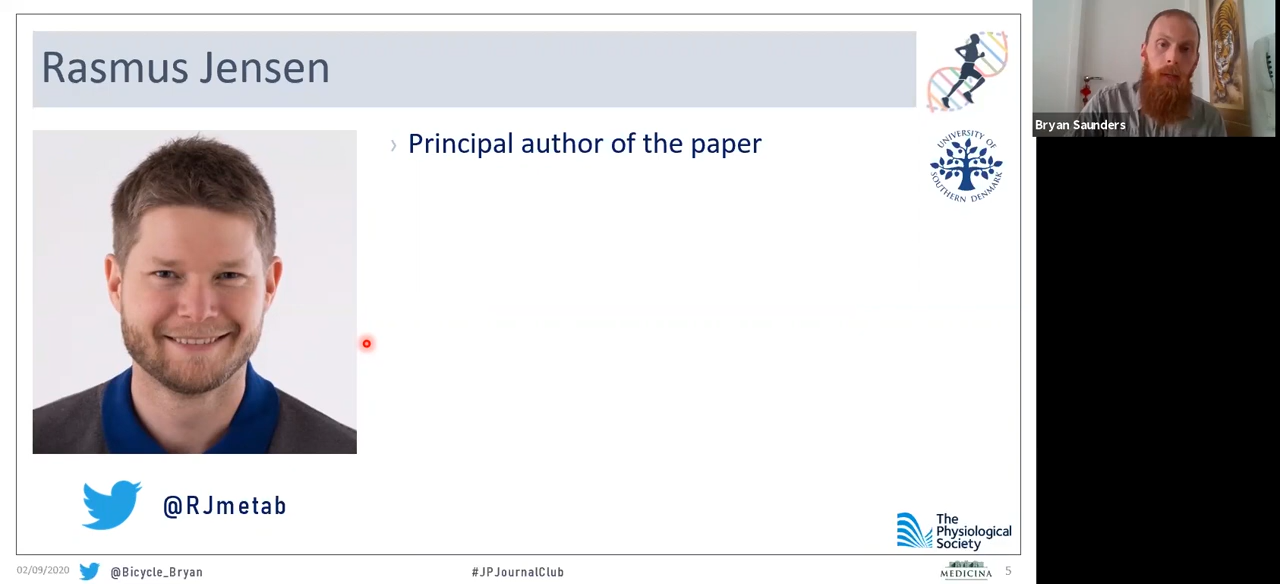 Rasmus Jensen
› Principal author of the paper
UNIVERSITY OF
SOUTHERN DENMARK
Bryan Saunders
@RJmetab
The
Physiological
Society
02/09/2020
@Bicycle_Bryan
#JPJournalClub
MEDICINA
5